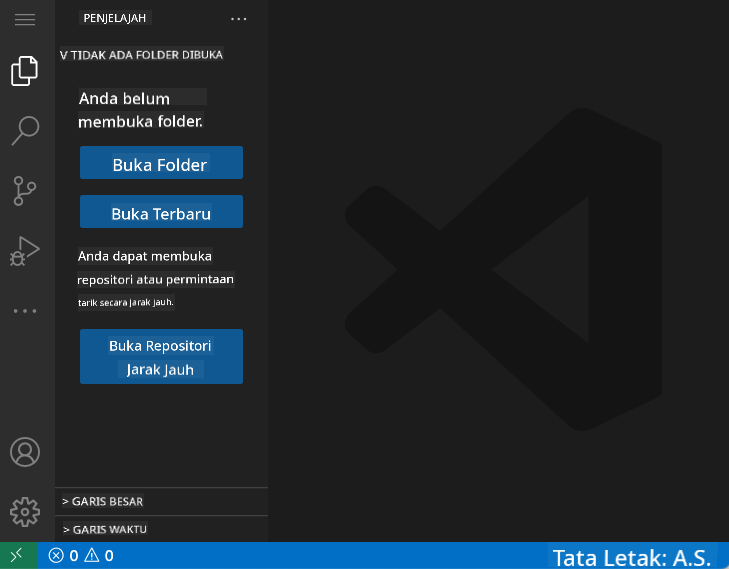 PENJELAJAH
V TIDAK ADA FOLDER DIBUKA
Anda belum
membuka folder.
Buka Folder
Buka Terbaru
Anda dapat membuka
repositori atau permintaan
tarik secara jarak jauh.
Buka Repositori
Jarak Jauh
> GARIS BESAR
> GARIS WAKTU
0 0
Tata Letak: A.S.